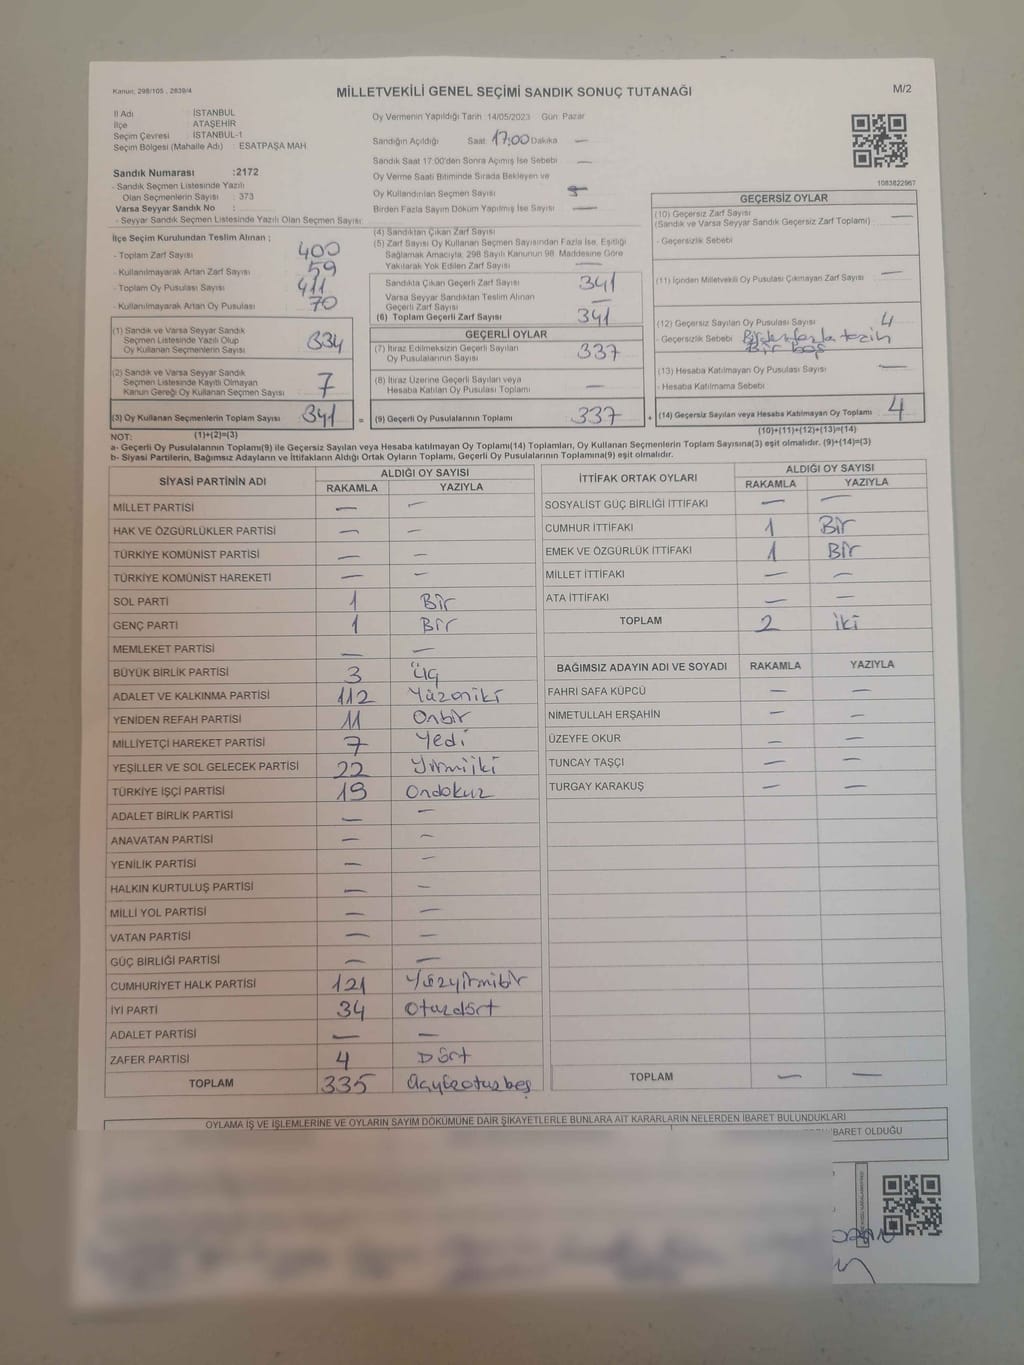 Kanun; 298/105 , 2839/4
MİLLETVEKİLİ GENEL SEÇİMİ SANDIK SONUÇ TUTANAĞI
M/2
İl Adı : İSTANBUL
İlçe : ATAŞEHİR
Seçim Çevresi : İSTANBUL-1
Seçim Bölgesi (Mahalle Adı) : ESATPAŞA MAH.
Sandık Numarası :2172
- Sandık Seçmen Listesinde Yazılı
Olan Seçmenlerin Sayısı : 373
Varsa Seyyar Sandık No :
- Seyyar Sandık Seçmen Listesinde Yazılı Olan Seçmen Sayısı:
Oy Vermenin Yapıldığı Tarih 14/05/2023 Gün Pazar
Sandığın Açıldığı Saat 17:00 Dakika —
Sandık Saat 17:00'den Sonra Açımış İse Sebebi —
Oy Verme Saati Bitiminde Sırada Bekleyen ve
Oy Kullandırılan Seçmen Sayısı
Birden Fazla Sayım Döküm Yapılmış İse Sayısı —
1083822967
İlçe Seçim Kurulundan Teslim Alınan ;
- Toplam Zarf Sayısı 400
- Kullanılmayarak Artan Zarf Sayısı 59
- Toplam Oy Pusulası Sayısı 411
- Kullanılmayarak Artan Oy Pusulası 70
(1) Sandık ve Varsa Seyyar Sandık
Seçmen Listesinde Yazılı Olup
Oy Kullanan Seçmenlerin Sayısı 334
(2) Sandık ve Varsa Seyyar Sandık
Seçmen Listesinde Kayıtlı Olmayan
Kanun Gereği Oy Kullanan Seçmen Sayısı 7
(3) Oy Kullanan Seçmenlerin Toplam Sayısı 341 =
(1)+(2)=(3)
(4) Sandıktan Çıkan Zarf Sayısı
(5) Zarf Sayısı Oy Kullanan Seçmen Sayısından Fazla İse, Eşitliği
Sağlamak Amacıyla, 298 Sayılı Kanunun 98. Maddesine Göre
Yakılarak Yok Edilen Zarf Sayısı —
Sandıkta Çıkan Geçerli Zarf Sayısı 341
Varsa Seyyar Sandıktan Teslim Alınan
Geçerli Zarf Sayısı —
(6) Toplam Geçerli Zarf Sayısı 341
GEÇERLİ OYLAR
(7) İtiraz Edilmeksizin Geçerli Sayılan
Oy Pusulalarının Sayısı 337
(8) İtiraz Üzerine Geçerli Sayılan veya
Hesaba Katılan Oy Pusulası Toplamı —
(9) Geçerli Oy Pusulalarının Toplamı 337 +
GEÇERSİZ OYLAR
(10) Geçersiz Zarf Sayısı —
(Sandık ve Varsa Seyyar Sandık Geçersiz Zarf Toplamı)
- Geçersizlik Sebebi
(11) İçinden Milletvekili Oy Pusulası Çıkmayan Zarf Sayısı —
(12) Geçersiz Sayılan Oy Pusulası Sayısı 4
- Geçersizlik Sebebi Birden fazla tercih
Bir boş
(13) Hesaba Katılmayan Oy Pusulası Sayısı —
- Hesaba Katılmama Sebebi
(14) Geçersiz Sayılan veya Hesaba Katılmayan Oy Toplamı 4
(10)+(11)+(12)+(13)=(14)
NOT:
a- Geçerli Oy Pusulalarının Toplamı(9) ile Geçersiz Sayılan veya Hesaba katılmayan Oy Toplamı(14) Toplamları, Oy Kullanan Seçmenlerin Toplam Sayısına(3) eşit olmalıdır. (9)+(14)=(3)
b- Siyasi Partilerin, Bağımsız Adayların ve İttifakların Aldığı Ortak Oyların Toplamı, Geçerli Oy Pusulalarının Toplamına(9) eşit olmalıdır.
SİYASİ PARTİNİN ADI ALDIĞI OY SAYISI
RAKAMLA YAZIYLA
MİLLET PARTİSİ — —
HAK VE ÖZGÜRLÜKLER PARTİSİ — —
TÜRKİYE KOMÜNİST PARTİSİ — —
TÜRKİYE KOMÜNİST HAREKETİ — —
SOL PARTİ 1 Bir
GENÇ PARTİ 1 Bir
MEMLEKET PARTİSİ — —
BÜYÜK BİRLİK PARTİSİ 3 Üç
ADALET VE KALKINMA PARTİSİ 112 Yüzoniki
YENİDEN REFAH PARTİSİ 11 Onbir
MİLLİYETÇİ HAREKET PARTİSİ 7 Yedi
YEŞİLLER VE SOL GELECEK PARTİSİ 22 Yirmiiki
TÜRKİYE İŞÇİ PARTİSİ 19 Ondokuz
ADALET BİRLİK PARTİSİ — —
ANAVATAN PARTİSİ — —
YENİLİK PARTİSİ — —
HALKIN KURTULUŞ PARTİSİ — —
MİLLİ YOL PARTİSİ — —
VATAN PARTİSİ — —
GÜÇ BİRLİĞİ PARTİSİ — —
CUMHURİYET HALK PARTİSİ 121 Yüzyirmibir
İYİ PARTİ 34 Otuzdört
ADALET PARTİSİ — —
ZAFER PARTİSİ 4 Dört
TOPLAM 335 Üçyüzotuzbeş
İTTİFAK ORTAK OYLARI ALDIĞI OY SAYISI
RAKAMLA YAZIYLA
SOSYALİST GÜÇ BİRLİĞİ İTTİFAKI — —
CUMHUR İTTİFAKI 1 Bir
EMEK VE ÖZGÜRLÜK İTTİFAKI 1 Bir
MİLLET İTTİFAKI — —
ATA İTTİFAKI — —
TOPLAM 2 iki
BAĞIMSIZ ADAYIN ADI VE SOYADI RAKAMLA YAZIYLA
FAHRİ SAFA KÜPCÜ — —
NİMETULLAH ERŞAHİN — —
ÜZEYFE OKUR — —
TUNCAY TAŞÇI — —
TURGAY KARAKUŞ — —
TOPLAM — —
OYLAMA İŞ VE İŞLEMLERİNE VE OYLARIN SAYIM DÖKÜMÜNE DAİR ŞİKAYETLERLE BUNLARA AİT KARARLARIN NELERDEN İBARET BULUNDUKLARI
İBARET OLDUĞU